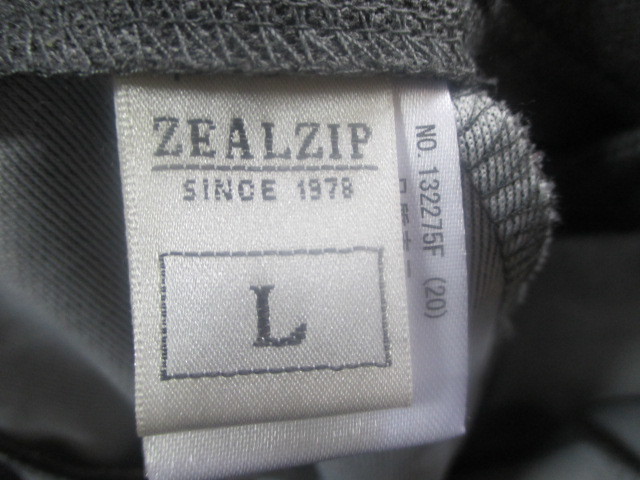 ZEALZIP
SINCE 1978
L
NO. 132275F (20)